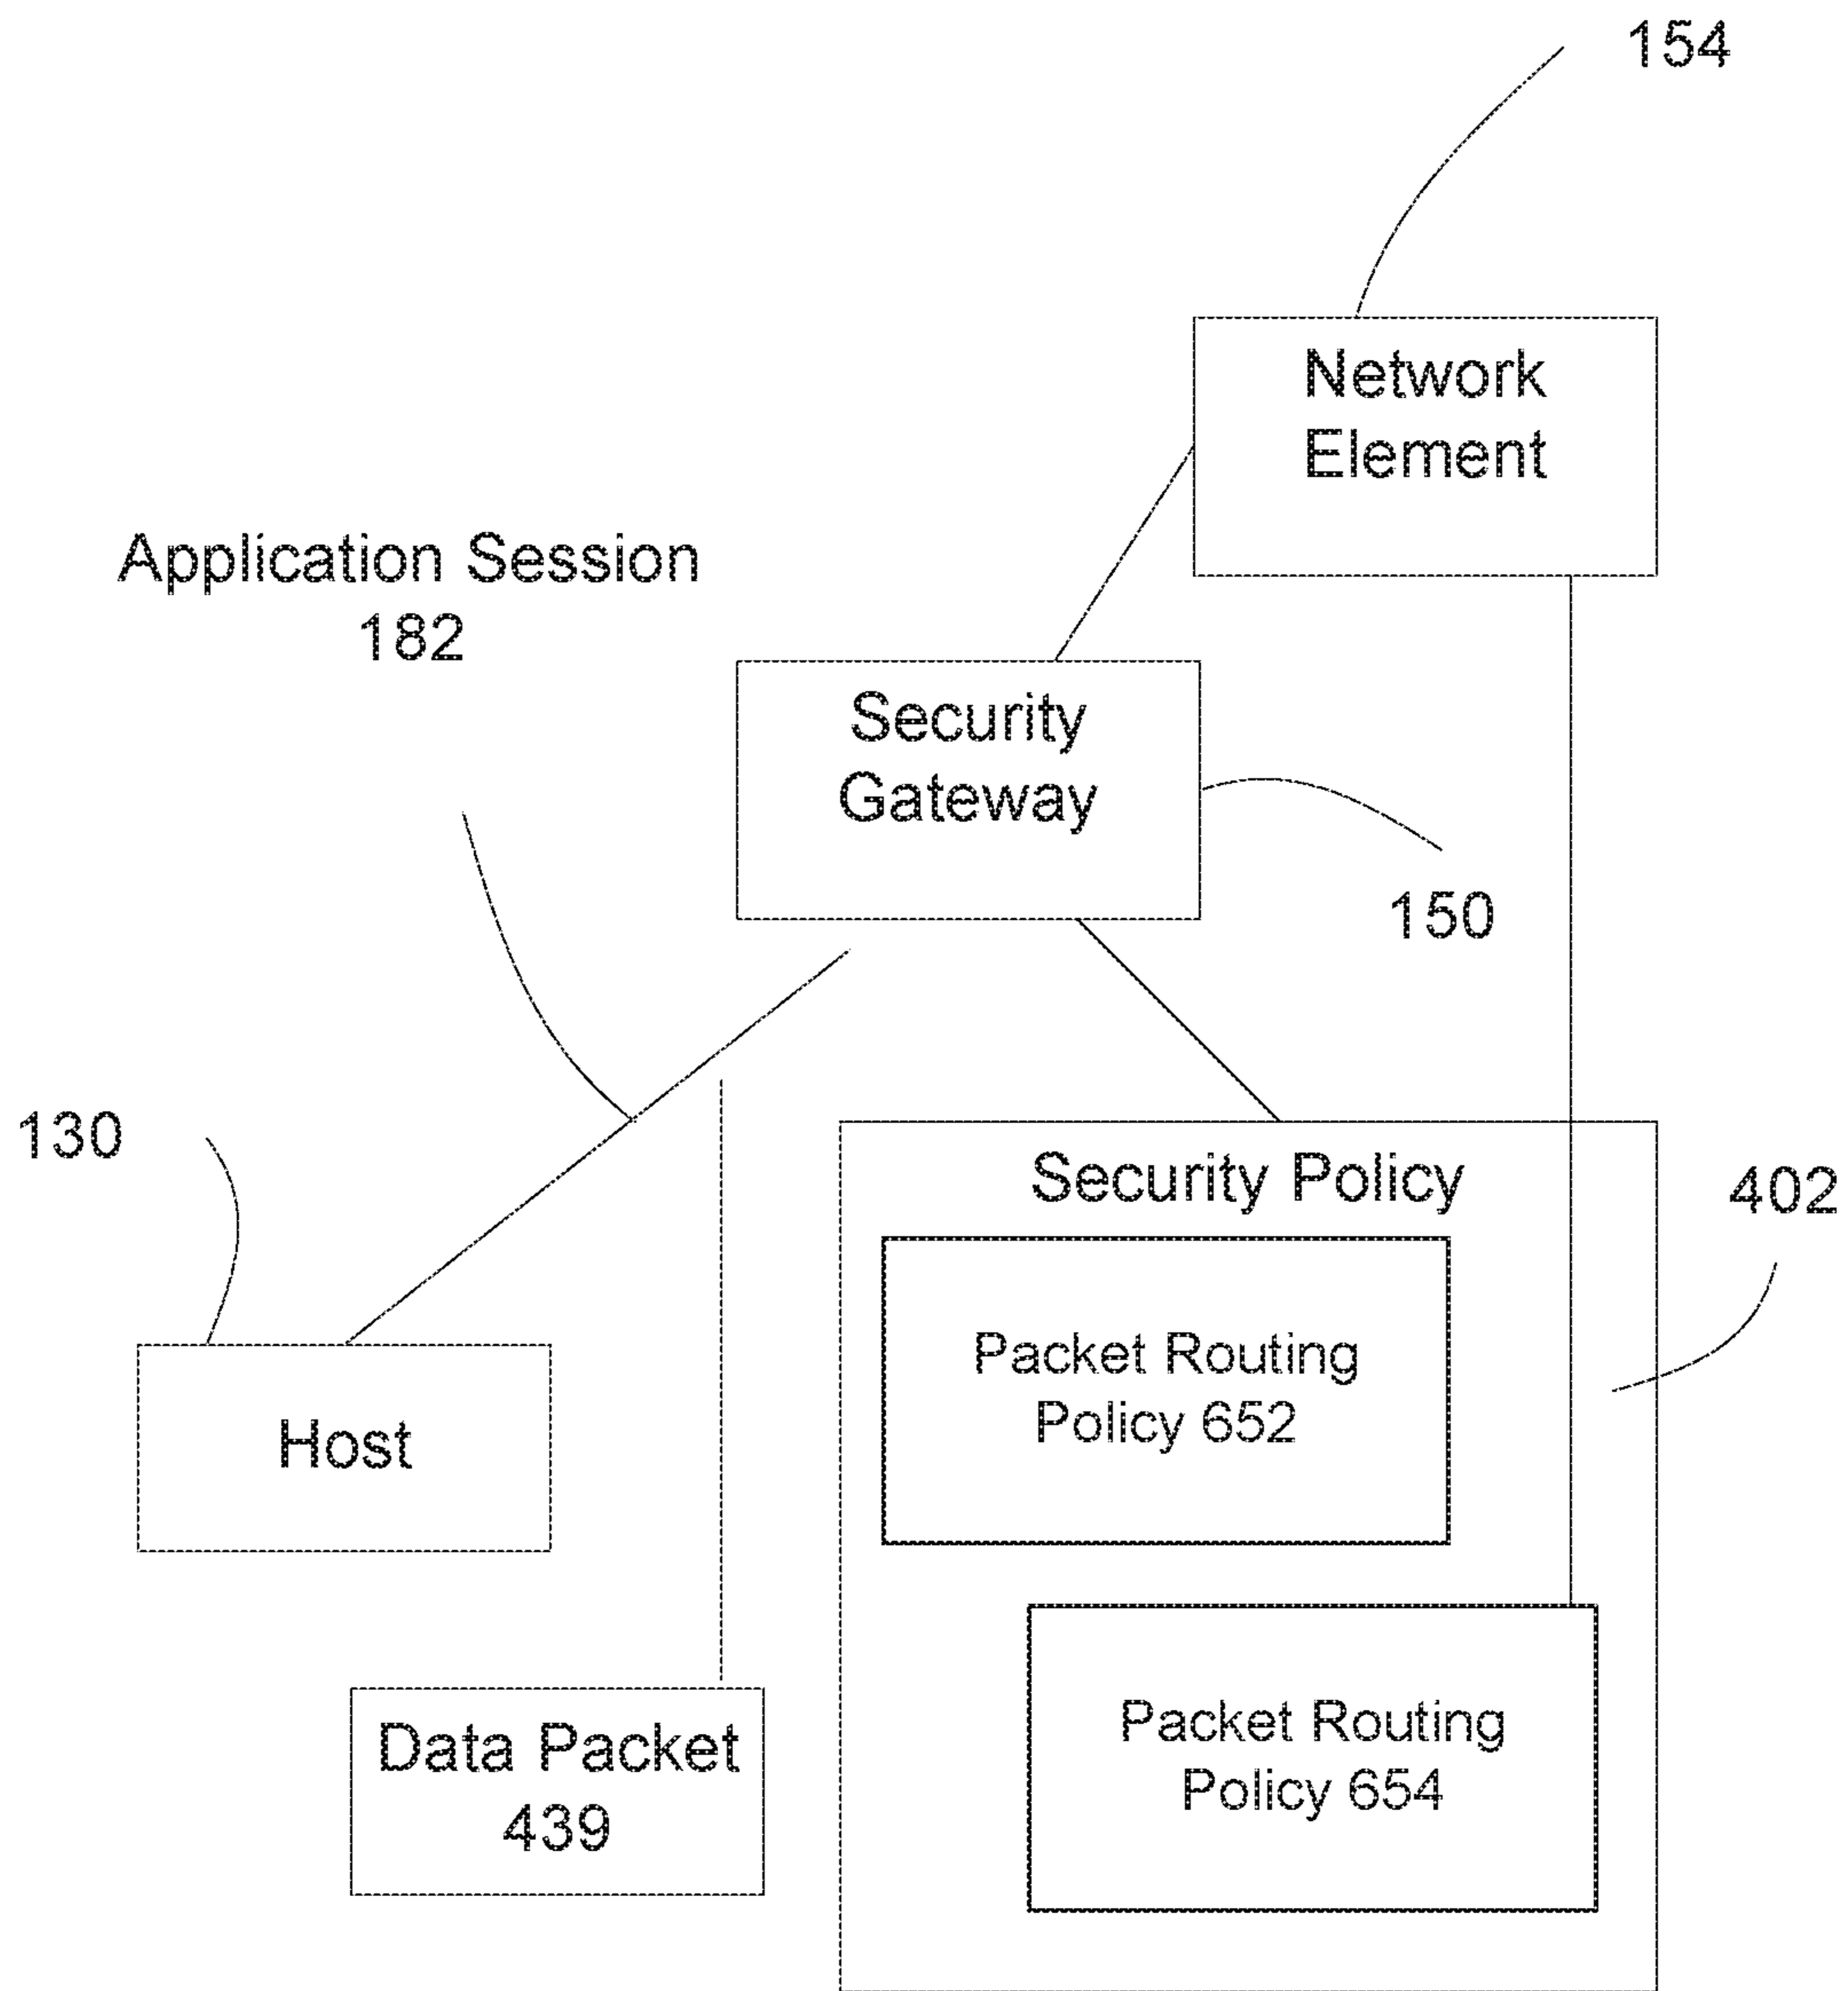 154
Network
Element
Application Session
182
Security
Gateway
150
130
Security Policy
402
Packet Routing
Policy 652
Host
Packet Routing
Policy 654
Data Packet
439